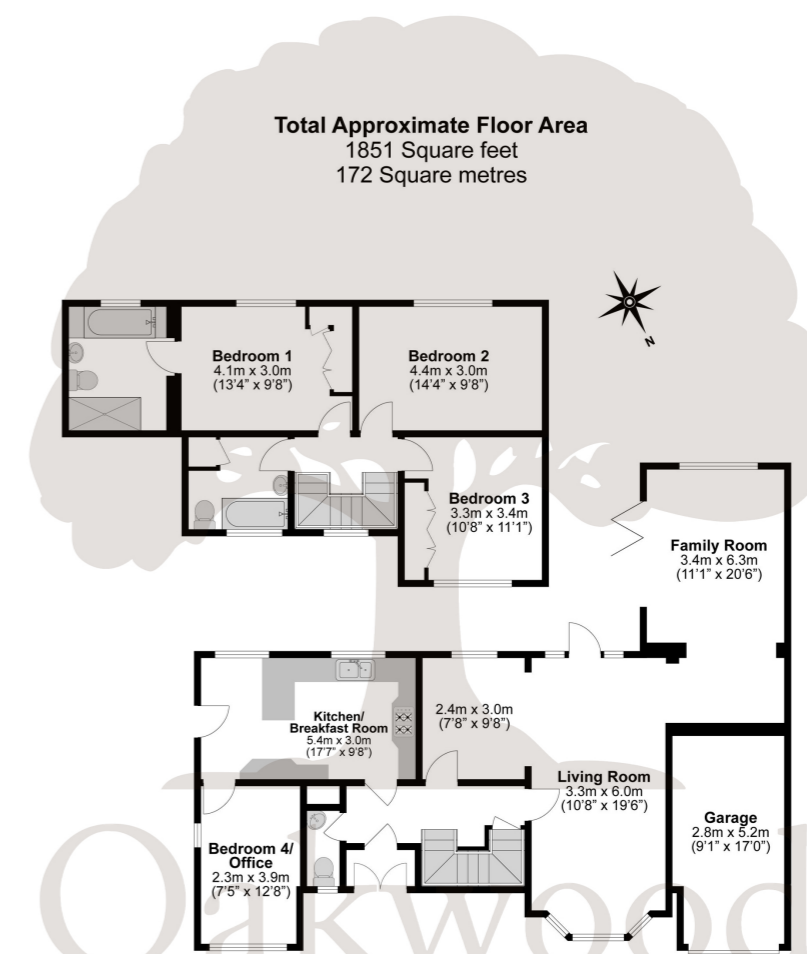 Total Approximate Floor Area
1851 Square feet
172 Square metres
N
Bedroom 1
4.1m x 3.0m
(13'4" x 9'8")
Bedroom 2
4.4m x 3.0m
(14'4" x 9'8")
Bedroom 3
3.3m x 3.4m
(10'8" x 11'1")
Family Room
3.4m x 6.3m
(11'1" x 20'6")
Kitchen/
Breakfast Room
5.4m x 3.0m
(17'7" x 9'8")
2.4m x 3.0m
(7'8" x 9'8")
Living Room
3.3m x 6.0m
(10'8" x 19'6")
Garage
2.8m x 5.2m
(9'1" x 17'0")
Bedroom 4/
Office
2.3m x 3.9m
(7'5" x 12'8")
Oakwood